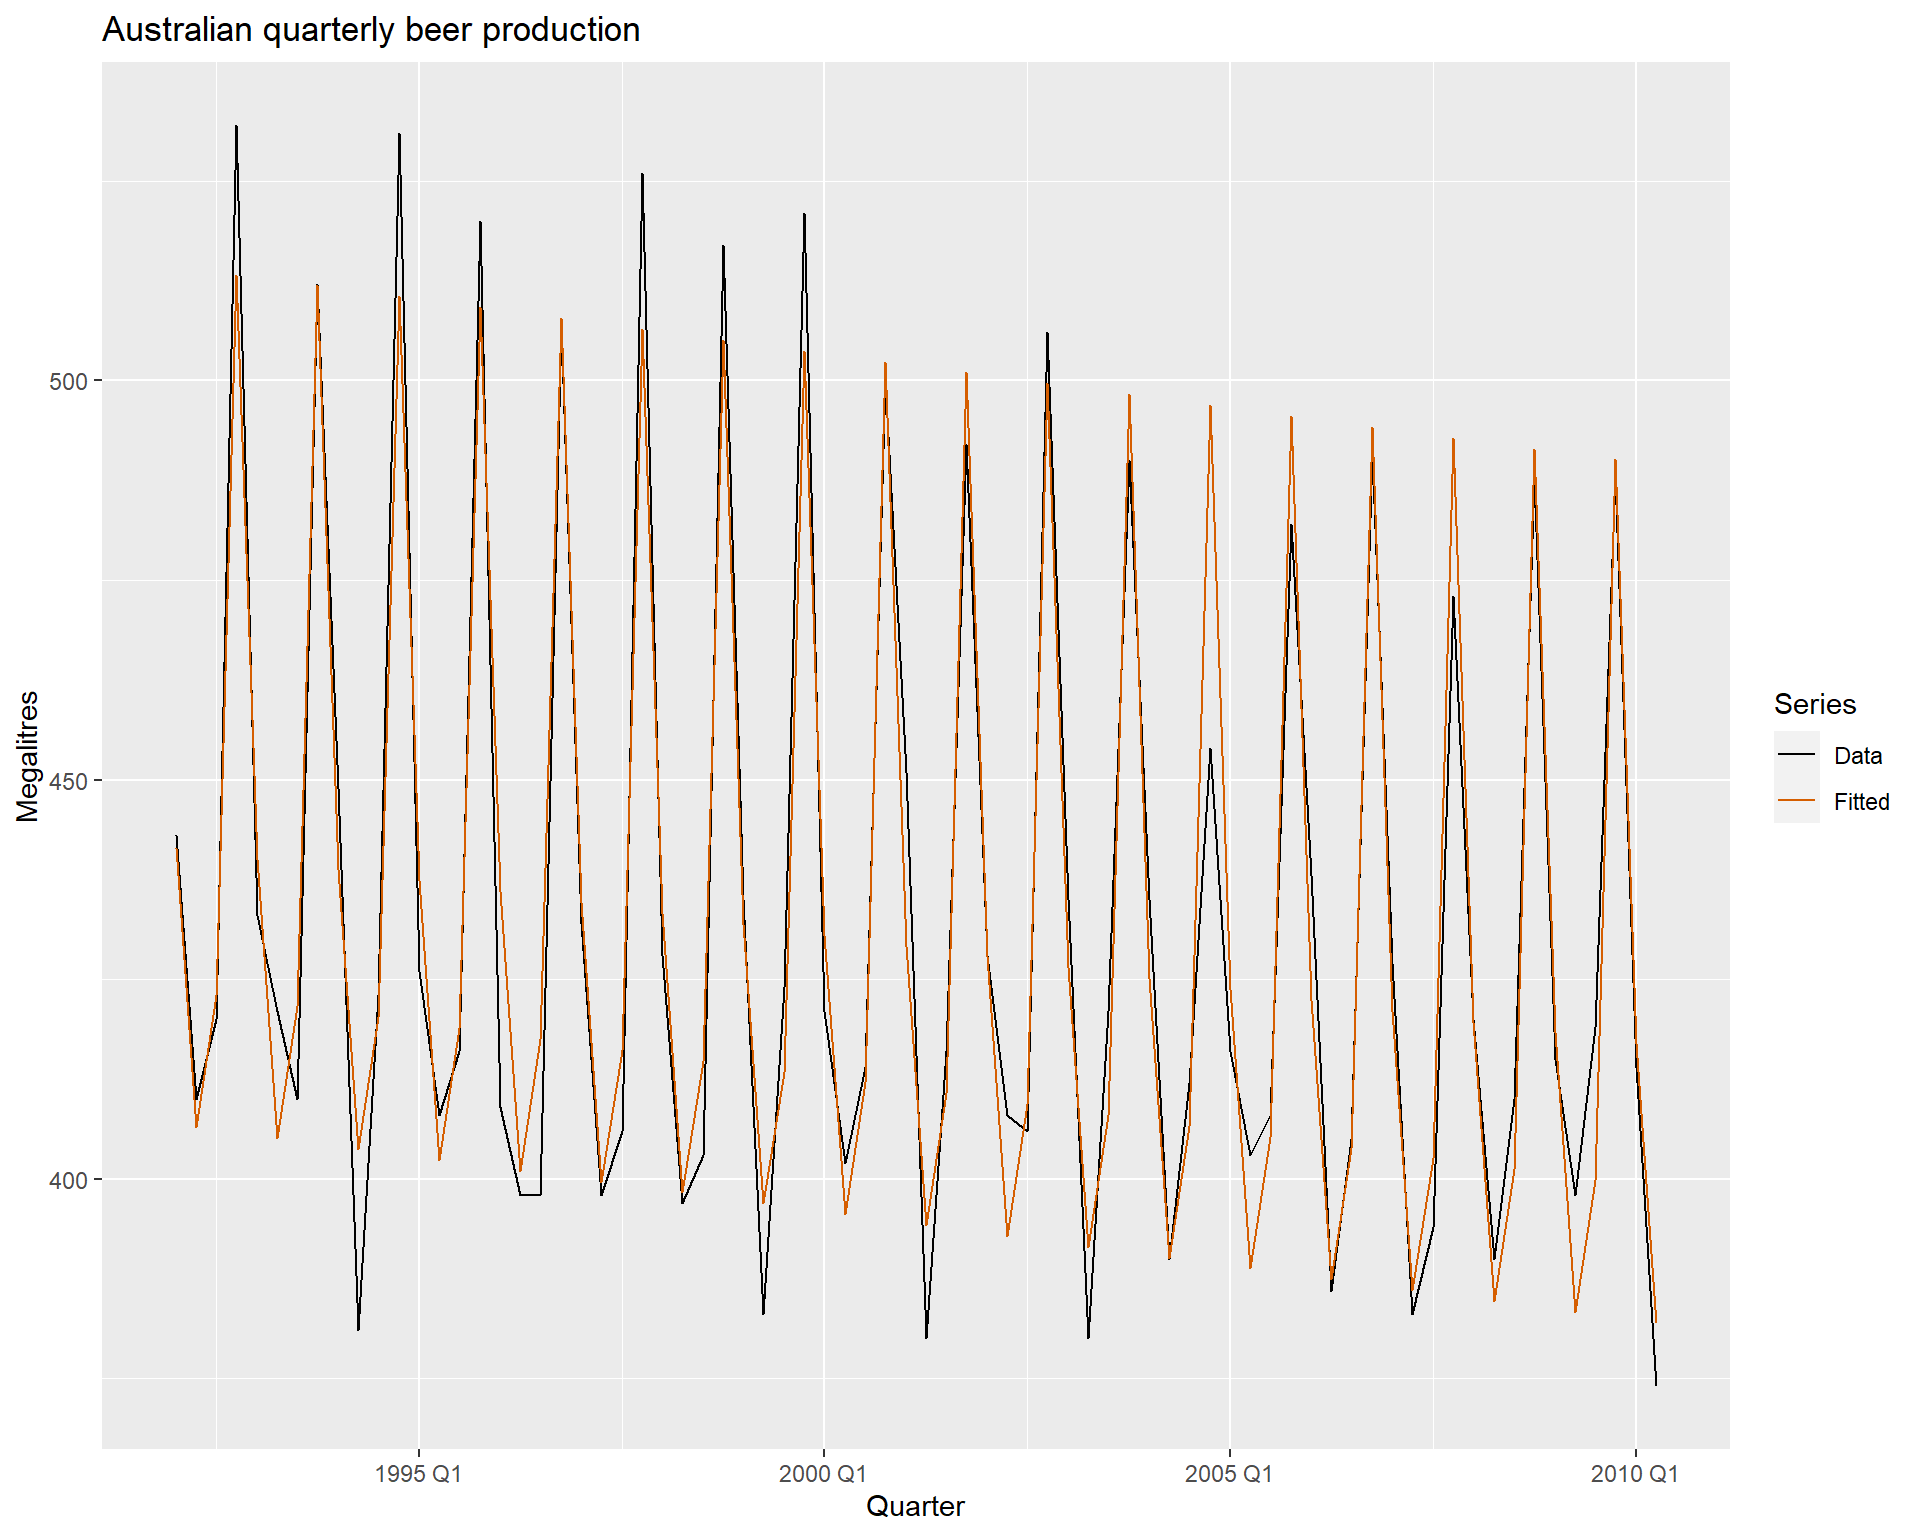 Australian quarterly beer production
Megalitres
500
450
400
1995 Q1
2000 Q1
2005 Q1
2010 Q1
Quarter
Series
Data
Fitted